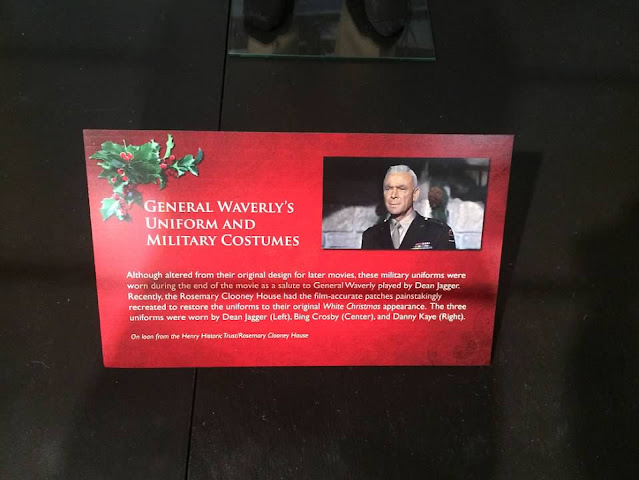 GENERAL WAVERLY'S
UNIFORM AND
MILITARY COSTUMES
Although altered from their original design for later movies, these military uniforms were
worn during the end of the movie as a salute to General Waverly played by Dean Jagger.
Recently, the Rosemary Clooney House had the film-accurate patches painstakingly
recreated to restore the uniforms to their original White Christmas appearance. The three
uniforms were worn by Dean Jagger (Left), Bing Crosby (Center), and Danny Kaye (Right).
On loan from the Henry Historic Trust/Rosemary Clooney House